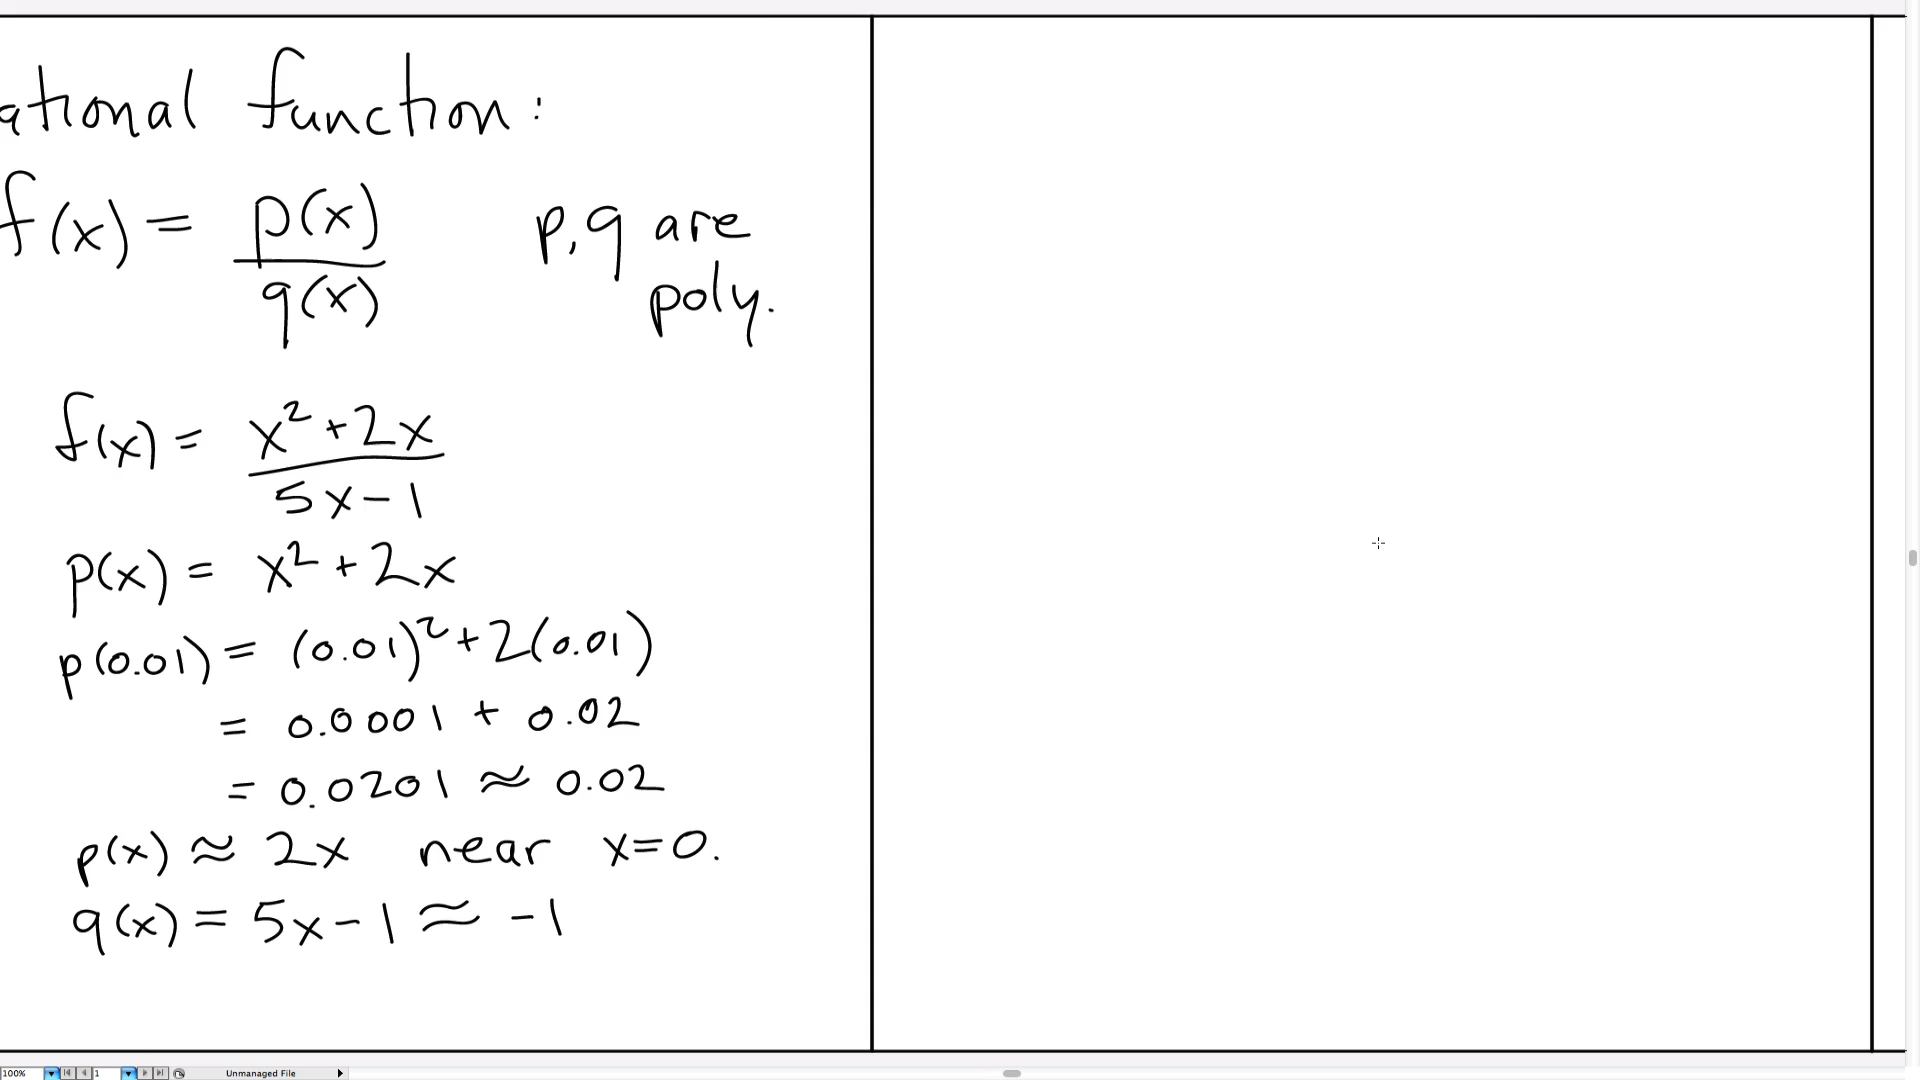 ational function:
f(x) = p(x)/q(x) p,q are
poly.
f(x) = x²+2x / 5x-1
p(x) = x²+2x
p(0.01) = (0.01)²+2(0.01)
= 0.0001 + 0.02
= 0.0201 ≈ 0.02
p(x) ≈ 2x near x=0.
q(x) = 5x-1 ≈ -1
100% 1 Unmanaged File